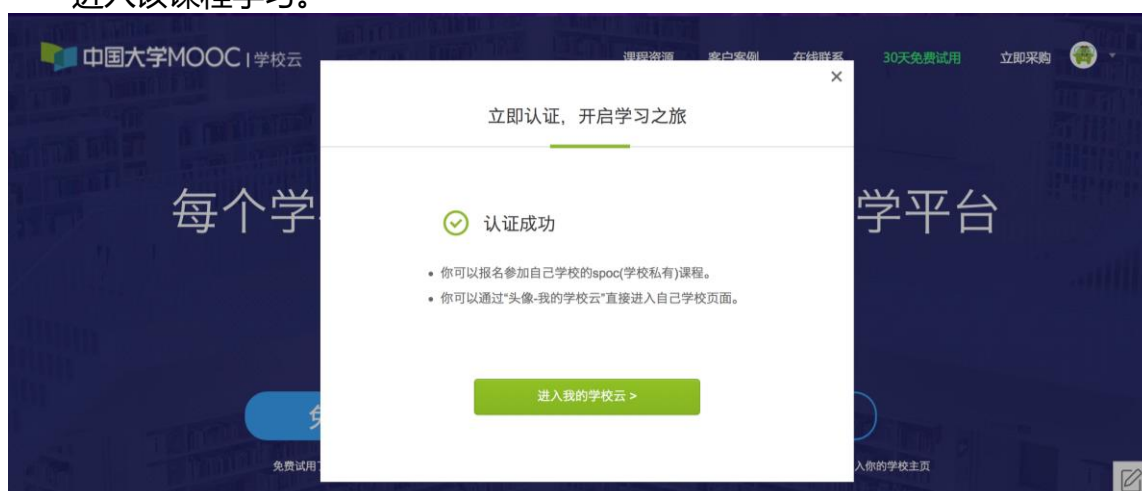 进入该课程学习。
中国大学MOOC | 学校云
课程资源 客户案例 在线联系 30天免费试用 立即采购
×
立即认证，开启学习之旅
每个学
学平台
认证成功
• 你可以报名参加自己学校的spoc(学校私有)课程。
• 你可以通过“头像-我的学校云”直接进入自己学校页面。
进入我的学校云 >
免费试用
入你的学校主页